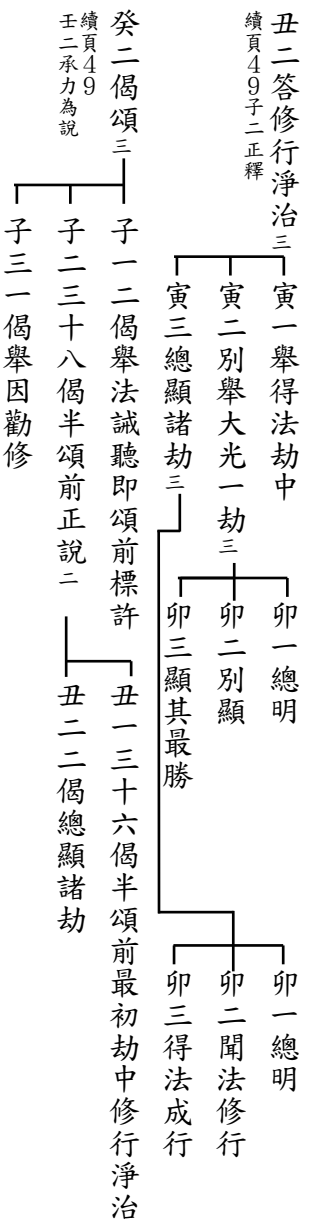 丑二答修行淨治三
續頁49子二正釋
寅一舉得法劫中
寅二別舉大光一劫三
卯一總明
卯二別顯
卯三顯其最勝
寅三總顯諸劫三
卯一總明
卯二聞法修行
卯三得法成行
癸二偈頌三
續頁49
壬二承力為說
子一二偈舉法誡聽即頌前標許
子二三十八偈半頌前正說二
丑一三十六偈半頌前最初劫中修行淨治
丑二二偈總顯諸劫
子三一偈舉因勸修